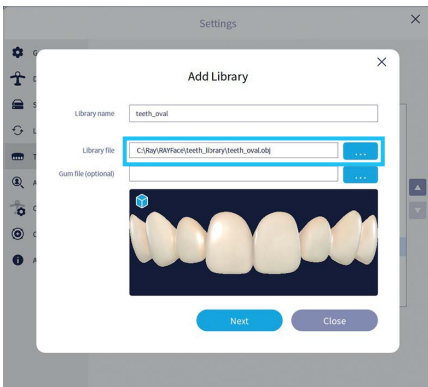 Settings
Add Library
Library name
teeth_oval
Library file
C:\Ray\RAYFace\teeth_library\teeth_oval.obj
...
Gum file (optional)
...
Next
Close